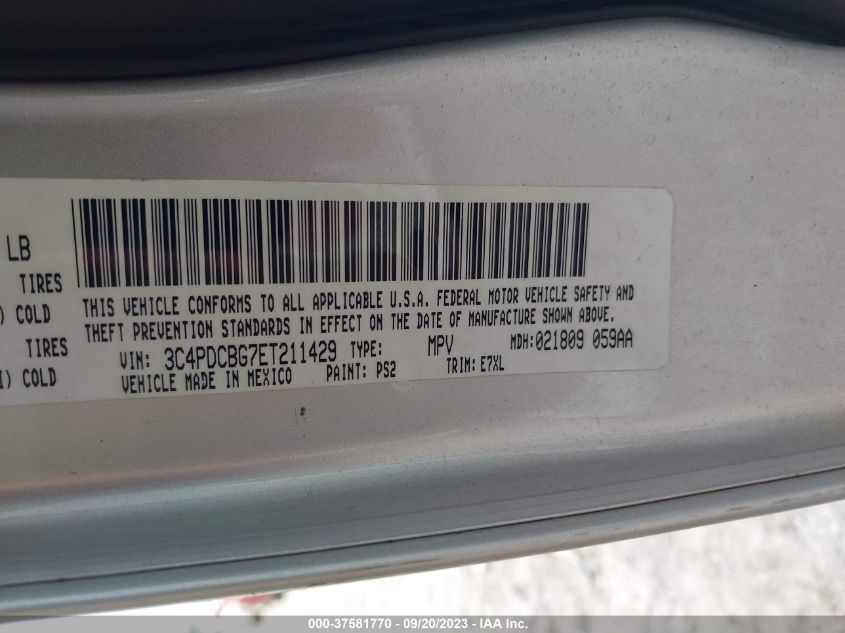 LB
TIRES
) COLD
TIRES
I) COLD
THIS VEHICLE CONFORMS TO ALL APPLICABLE U.S.A. FEDERAL MOTOR VEHICLE SAFETY AND
THEFT PREVENTION STANDARDS IN EFFECT ON THE DATE OF MANUFACTURE SHOWN ABOVE.
VIN: 3C4PDCBG7ET211429 TYPE: MPV MDH:021809 059AA
VEHICLE MADE IN MEXICO PAINT: PS2 TRIM: E7XL
000-37581770 - 09/20/2023 - IAA Inc.